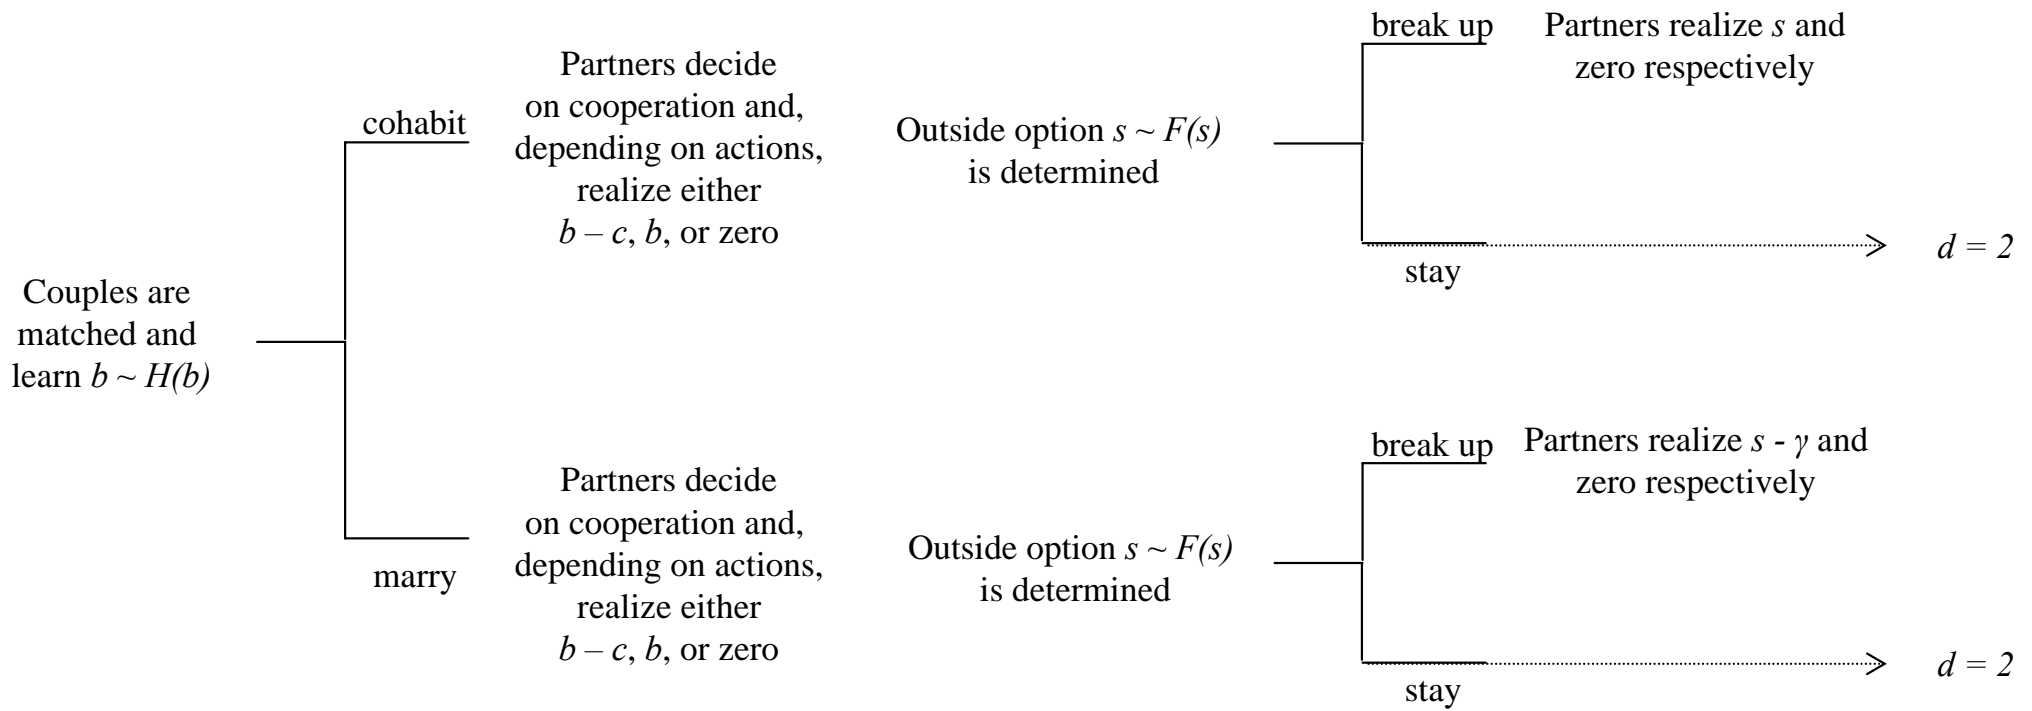 Couples are
matched and
learn b ~ H(b)
cohabit
Partners decide
on cooperation and,
depending on actions,
realize either
b – c, b, or zero
Outside option s ~ F(s)
is determined
break up
Partners realize s and
zero respectively
stay
d = 2
marry
Partners decide
on cooperation and,
depending on actions,
realize either
b – c, b, or zero
Outside option s ~ F(s)
is determined
break up
Partners realize s - γ and
zero respectively
stay
d = 2